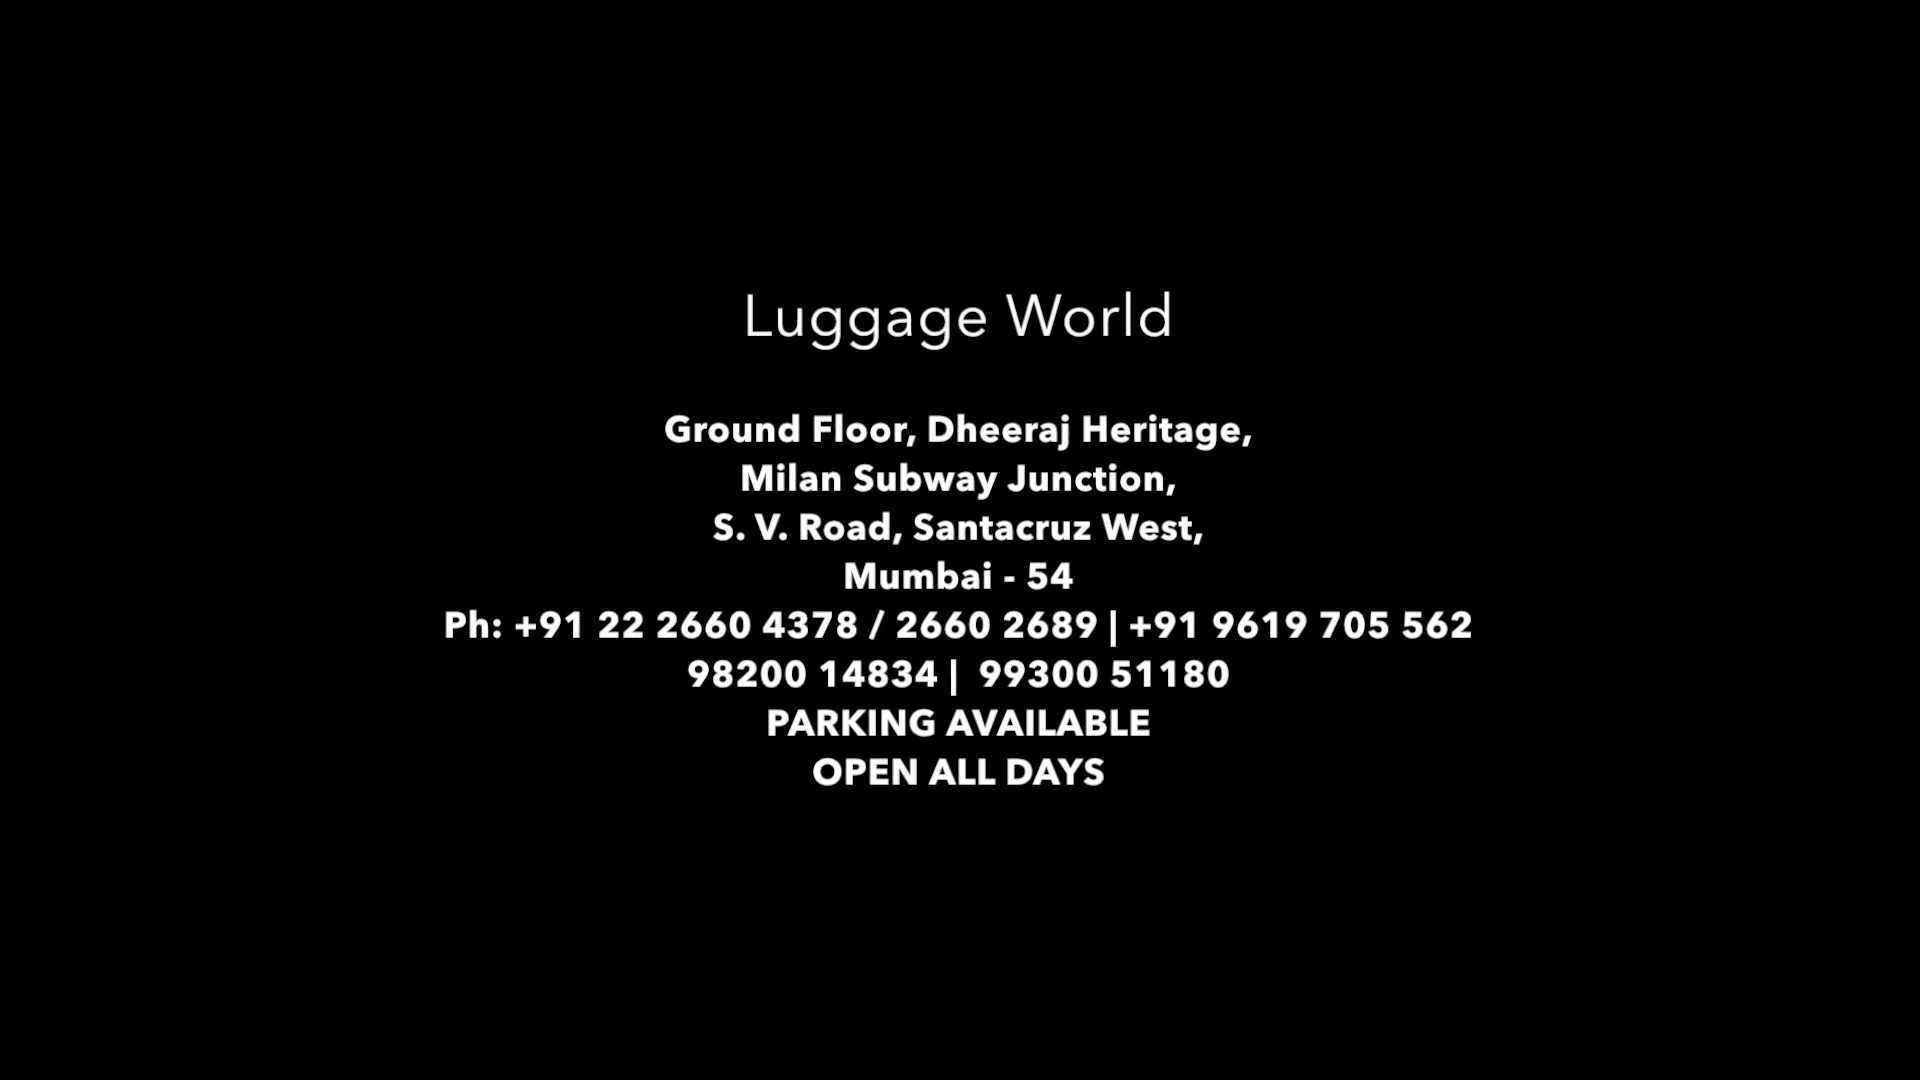 Luggage World
Ground Floor, Dheeraj Heritage,
Milan Subway Junction,
S. V. Road, Santacruz West,
Mumbai - 54
Ph: +91 22 2660 4378 / 2660 2689 | +91 9619 705 562
98200 14834 |  99300 51180
PARKING AVAILABLE
OPEN ALL DAYS